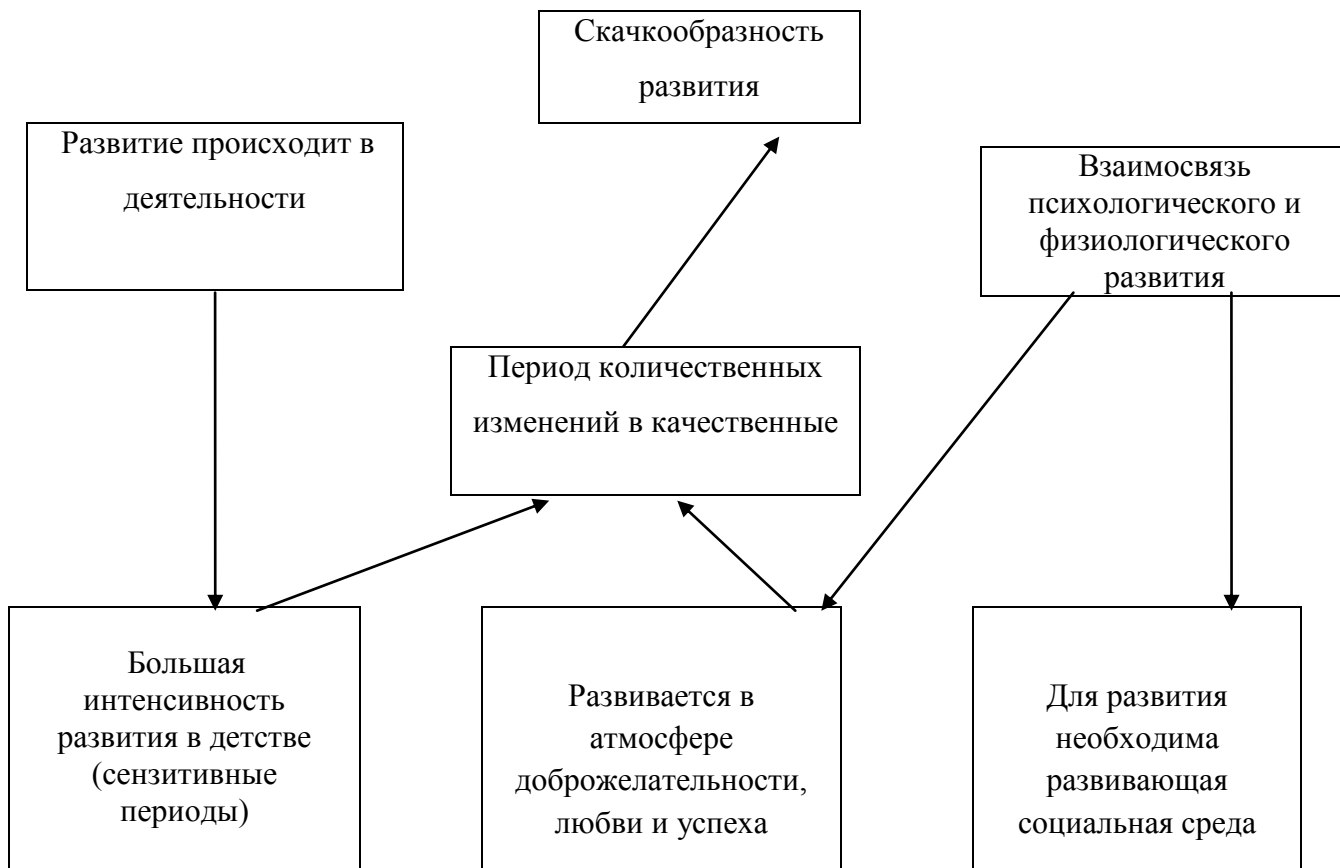 Скачкообразность
развития
Развитие происходит в
деятельности
Взаимосвязь
психологического и
физиологического
развития
Период количественных
изменений в качественные
Большая
интенсивность
развития в детстве
(сензитивные
периоды)
Развивается в
атмосфере
доброжелательности,
любви и успеха
Для развития
необходима
развивающая
социальная среда